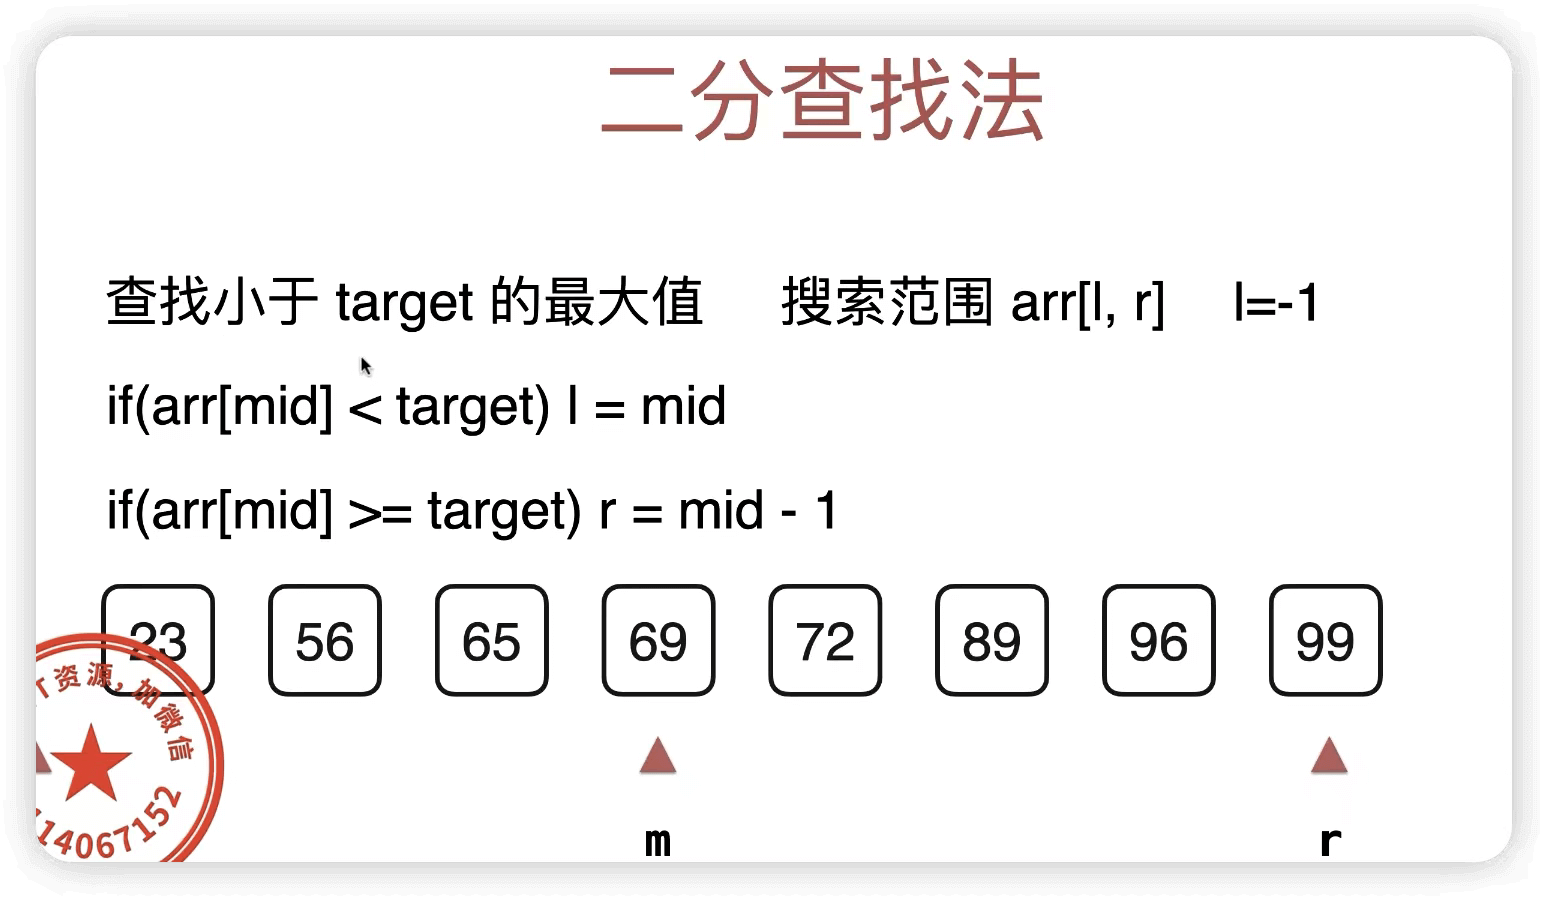 二分查找法
查找小于 target 的最大值 搜索范围 arr[l, r] l=-1
if(arr[mid] < target) l = mid
if(arr[mid] >= target) r = mid - 1
23 56 65 69 72 89 96 99
资源,加微信
14067152
m r